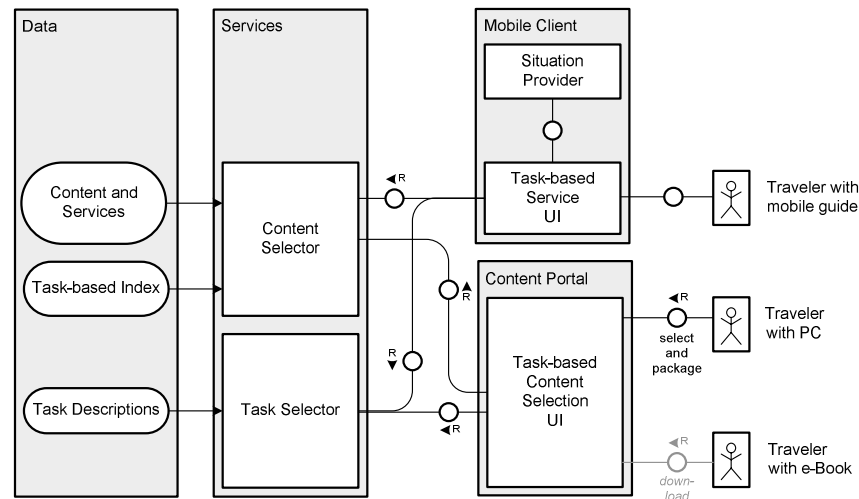 Data
Services
Mobile Client
Situation
Provider
Content and
Services
Content
Selector
R
Task-based
Service
UI
Traveler with
mobile guide
Task-based Index
R
Content Portal
R
Traveler
with PC
select
and
package
R
Task-based
Content
Selection
UI
Task Descriptions
Task Selector
R
R
Traveler
with e-Book
down-
load